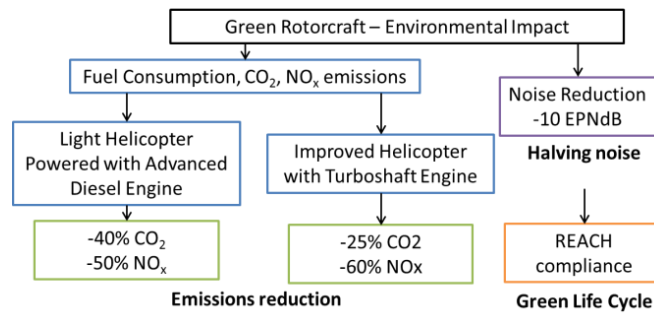 Green Rotorcraft – Environmental Impact
Fuel Consumption, CO₂, NOₓ emissions
Noise Reduction
-10 EPNdB
Halving noise
Light Helicopter
Powered with Advanced
Diesel Engine
Improved Helicopter
with Turboshaft Engine
-40% CO₂
-50% NOₓ
-25% CO2
-60% NOx
REACH
compliance
Emissions reduction
Green Life Cycle